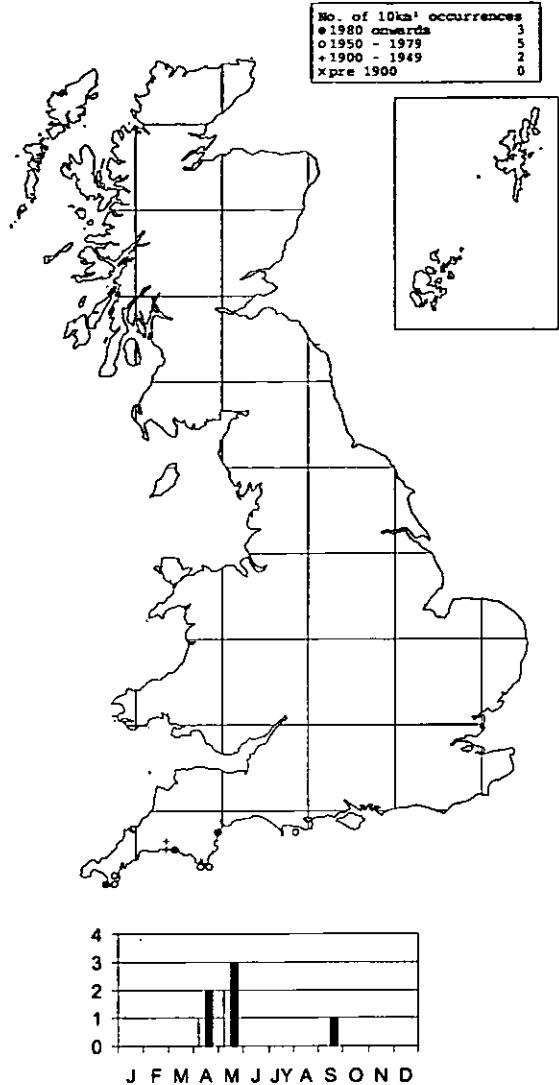 No. of 10km² occurrences
● 1980 onwards 3
○ 1950 - 1979 5
+ 1900 - 1949 2
× pre 1900 0
4
3
2
1
0
J F M A M J JY A S O N D